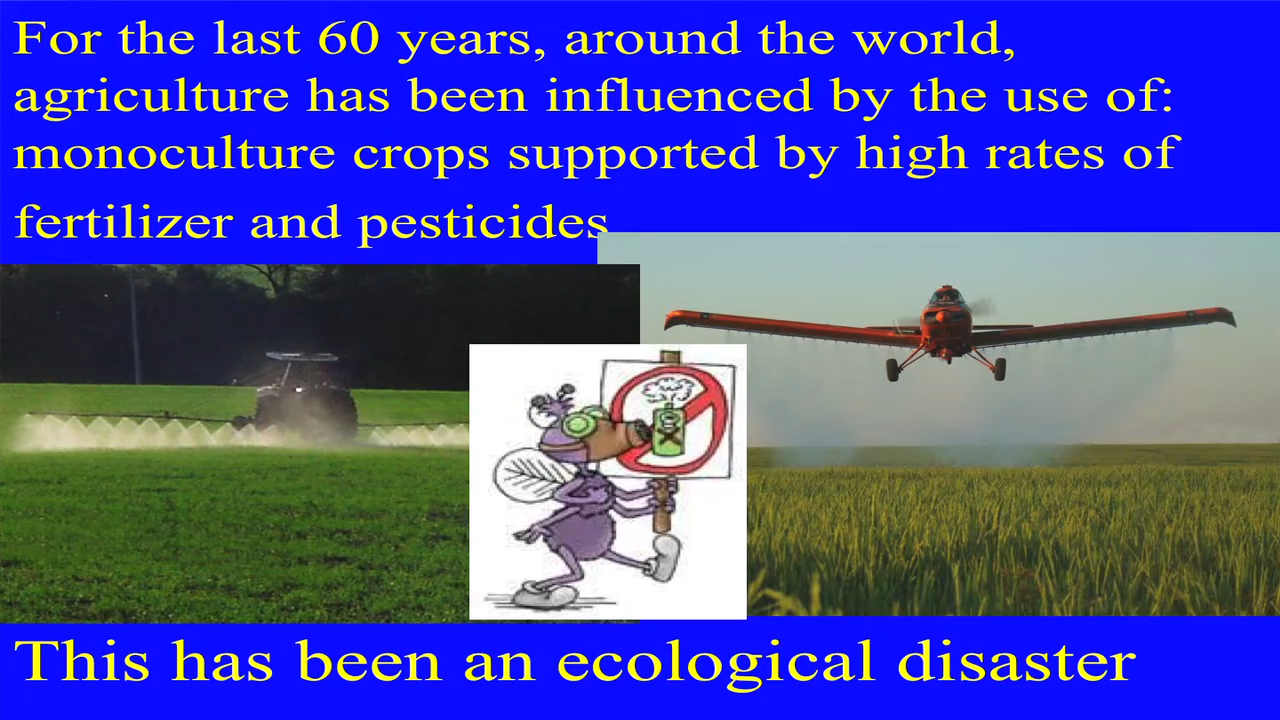 For the last 60 years, around the world,
agriculture has been influenced by the use of:
monoculture crops supported by high rates of
fertilizer and pesticides
This has been an ecological disaster